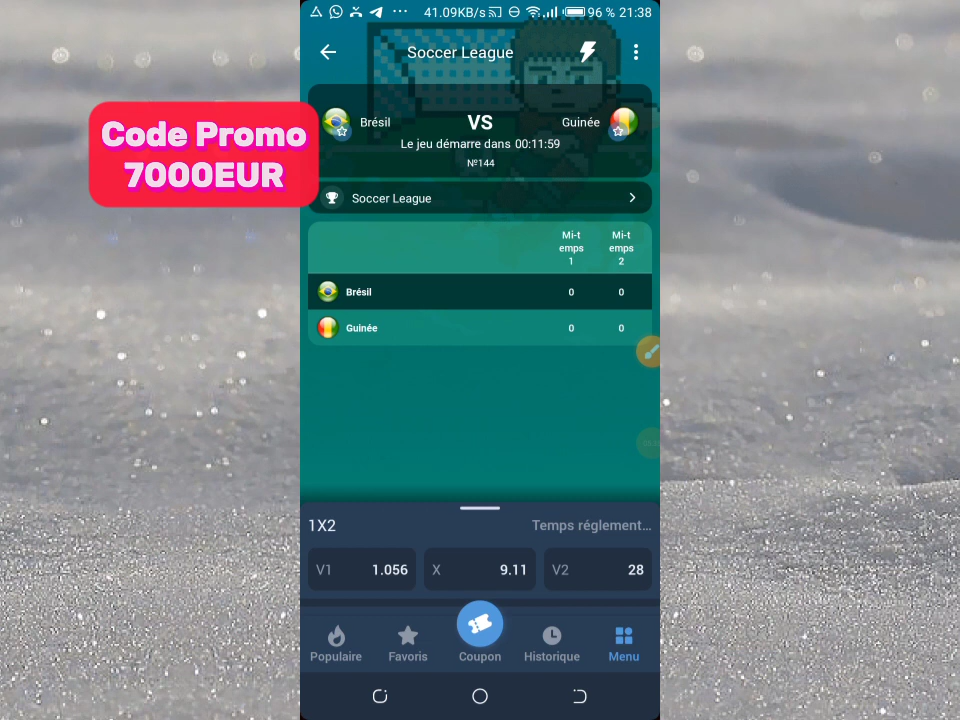 41.09KB/s 96 % 21:38
Soccer League
Code Promo
7000EUR
Brésil VS Guinée
Le jeu démarre dans 00:11:59
Nº144
Soccer League
Mi-t
emps
1
Mi-t
emps
2
Brésil 0 0
Guinée 0 0
1X2 Temps réglement...
V1 1.056 X 9.11 V2 28
Populaire Favoris Coupon Historique Menu